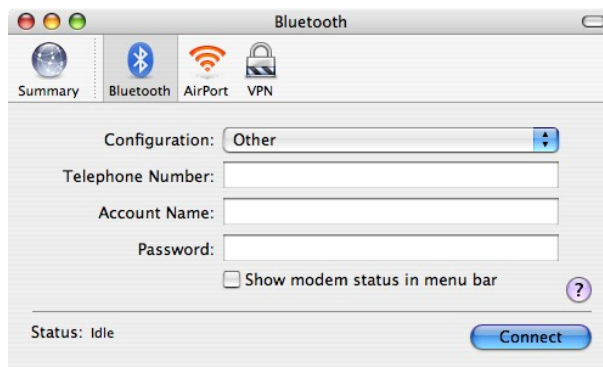 Bluetooth
Summary Bluetooth AirPort VPN
Configuration: Other
Telephone Number:
Account Name:
Password:
Show modem status in menu bar
?
Status: Idle
Connect